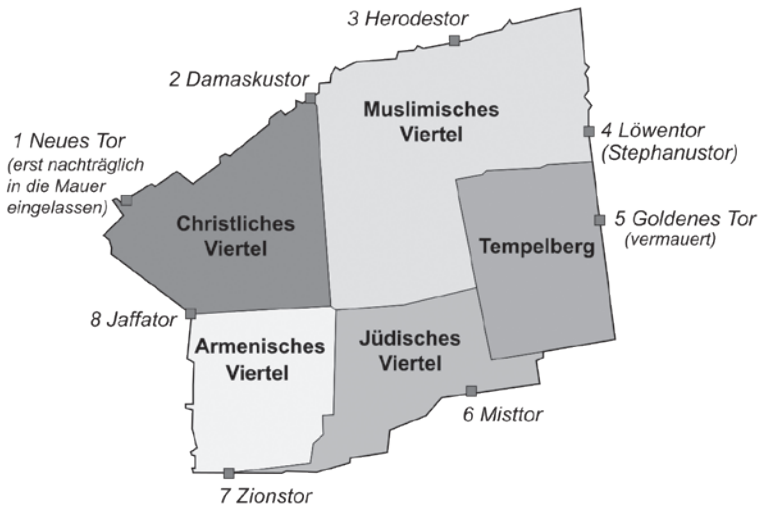 3 Herodestor
2 Damaskustor
Muslimisches
Viertel
1 Neues Tor
(erst nachträglich
in die Mauer
eingelassen)
4 Löwentor
(Stephanustor)
Christliches
Viertel
Tempelberg
5 Goldenes Tor
(vermauert)
8 Jaffator
Armenisches
Viertel
Jüdisches
Viertel
6 Misttor
7 Zionstor